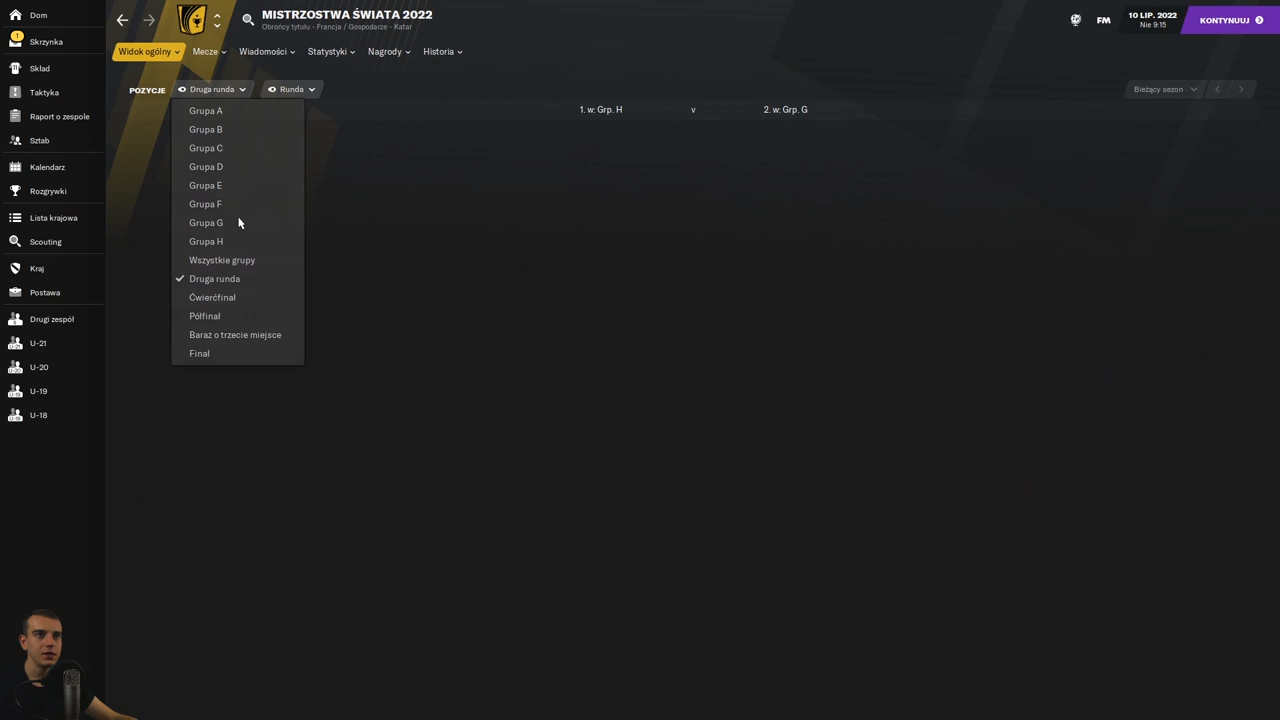 Dom
MISTRZOSTWA ŚWIATA 2022
Obrońcy tytułu - Francja / Gospodarze - Katar
FM
10 LIP. 2022
Nie 9:15
KONTYNUUJ
1
Skrzynka
Widok ogólny
Mecze
Wiadomości
Statystyki
Nagrody
Historia
Skład
Taktyka
Raport o zespole
Sztab
Kalendarz
Rozgrywki
Lista krajowa
Scouting
Kraj
Postawa
Drugi zespół
U-21
U-20
U-19
U-18
POZYCJE
Druga runda
Runda
Bieżący sezon
1. w: Grp. H v 2. w: Grp. G
Grupa A
Grupa B
Grupa C
Grupa D
Grupa E
Grupa F
Grupa G
Grupa H
Wszystkie grupy
Druga runda
Ćwierćfinał
Półfinał
Baraż o trzecie miejsce
Finał